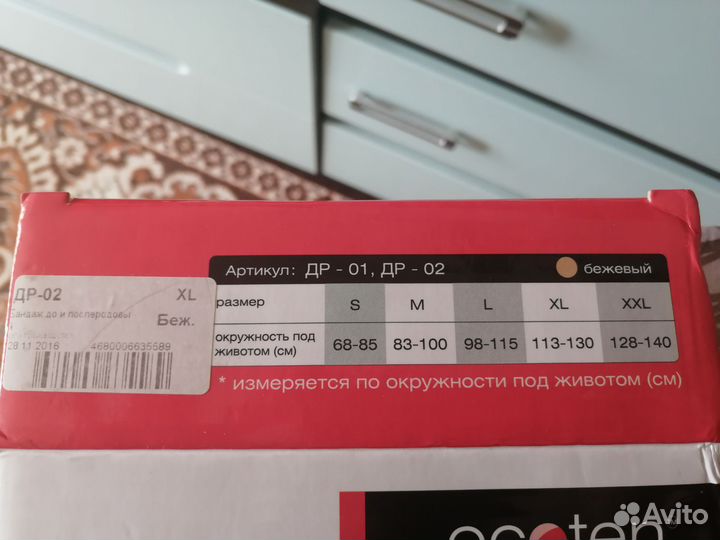 Артикул: ДР - 01, ДР - 02 бежевый
размер S M L XL XXL
окружность под животом (см) 68-85 83-100 98-115 113-130 128-140
* измеряется по окружности под животом (см)
ДР-02 XL
Бандаж до и послеродовы
Беж.
28.11.2016 4680006635589
ecoten
Avito